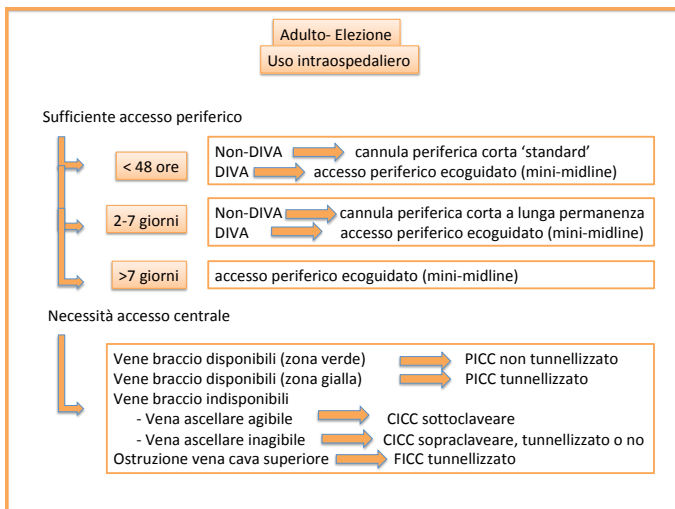 Adulto- Elezione
Uso intraospedaliero
Sufficiente accesso periferico
< 48 ore
Non-DIVA cannula periferica corta ‘standard’
DIVA accesso periferico ecoguidato (mini-midline)
2-7 giorni
Non-DIVA cannula periferica corta a lunga permanenza
DIVA accesso periferico ecoguidato (mini-midline)
>7 giorni
accesso periferico ecoguidato (mini-midline)
Necessità accesso centrale
Vene braccio disponibili (zona verde) PICC non tunnellizzato
Vene braccio disponibili (zona gialla) PICC tunnellizzato
Vene braccio indisponibili
- Vena ascellare agibile CICC sottoclaveare
- Vena ascellare inagibile CICC sopraclaveare, tunnellizzato o no
Ostruzione vena cava superiore FICC tunnellizzato